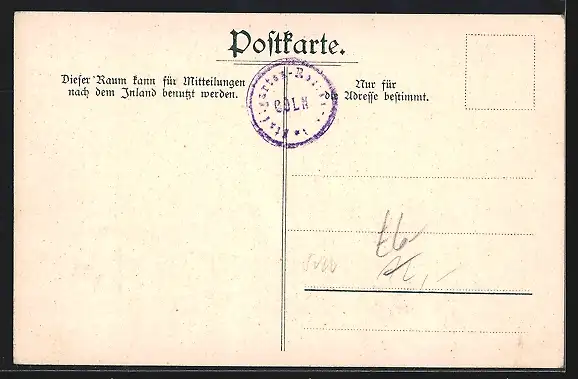 Postkarte.
Dieser Raum kann für Mitteilungen
nach dem Inland benutzt werden.
Nur für
die Adresse bestimmt.
CÖLN